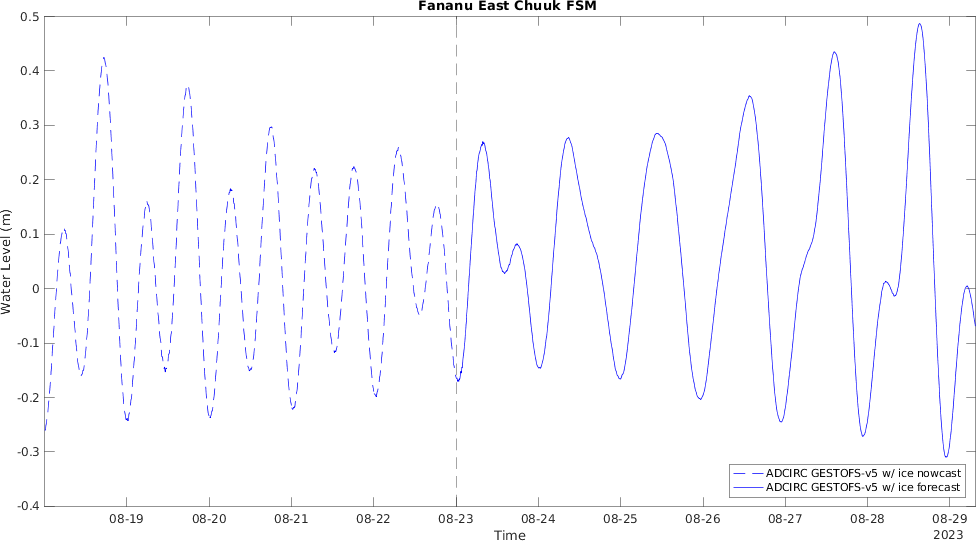 Fananu East Chuuk FSM
0.5
0.4
0.3
0.2
0.1
0
-0.1
-0.2
-0.3
-0.4
Water Level (m)
ADCIRC GESTOFS-v5 w/ ice nowcast
ADCIRC GESTOFS-v5 w/ ice forecast
08-19 08-20 08-21 08-22 08-23 08-24 08-25 08-26 08-27 08-28 08-29
Time
2023